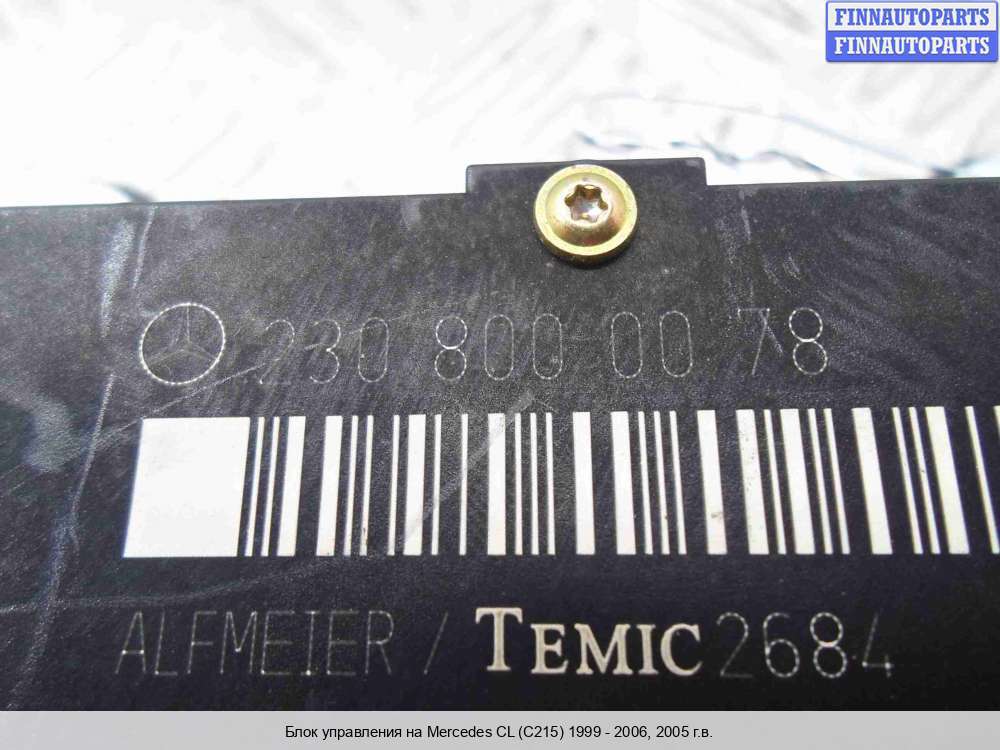 FINNAUTOPARTS
FINNAUTOPARTS
230 800 00 78
ALFMEIER / TEMIC 2684
Блок управления на Mercedes CL (C215) 1999 - 2006, 2005 г.в.